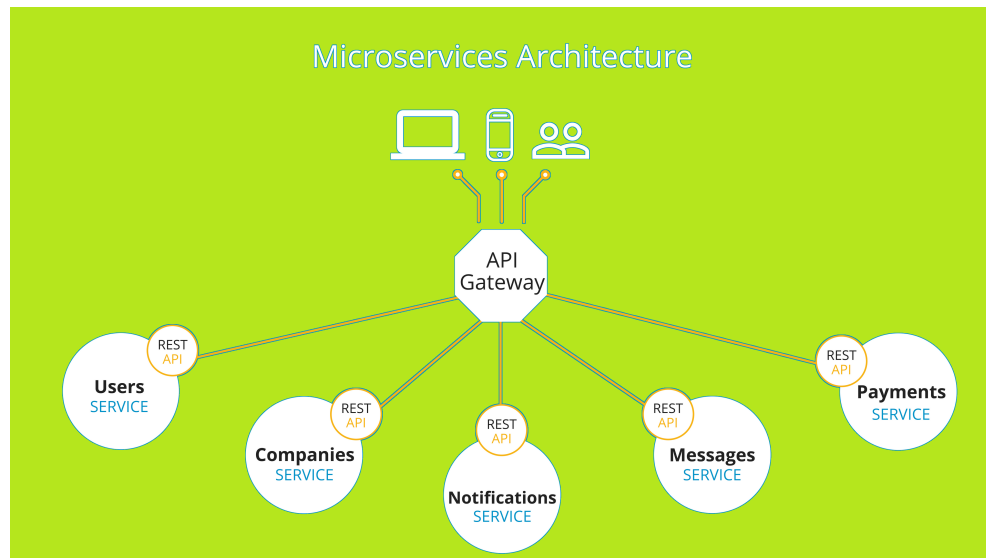 Microservices Architecture
API
Gateway
REST
API
Users
SERVICE
REST
API
Companies
SERVICE
REST
API
Notifications
SERVICE
REST
API
Messages
SERVICE
REST
API
Payments
SERVICE